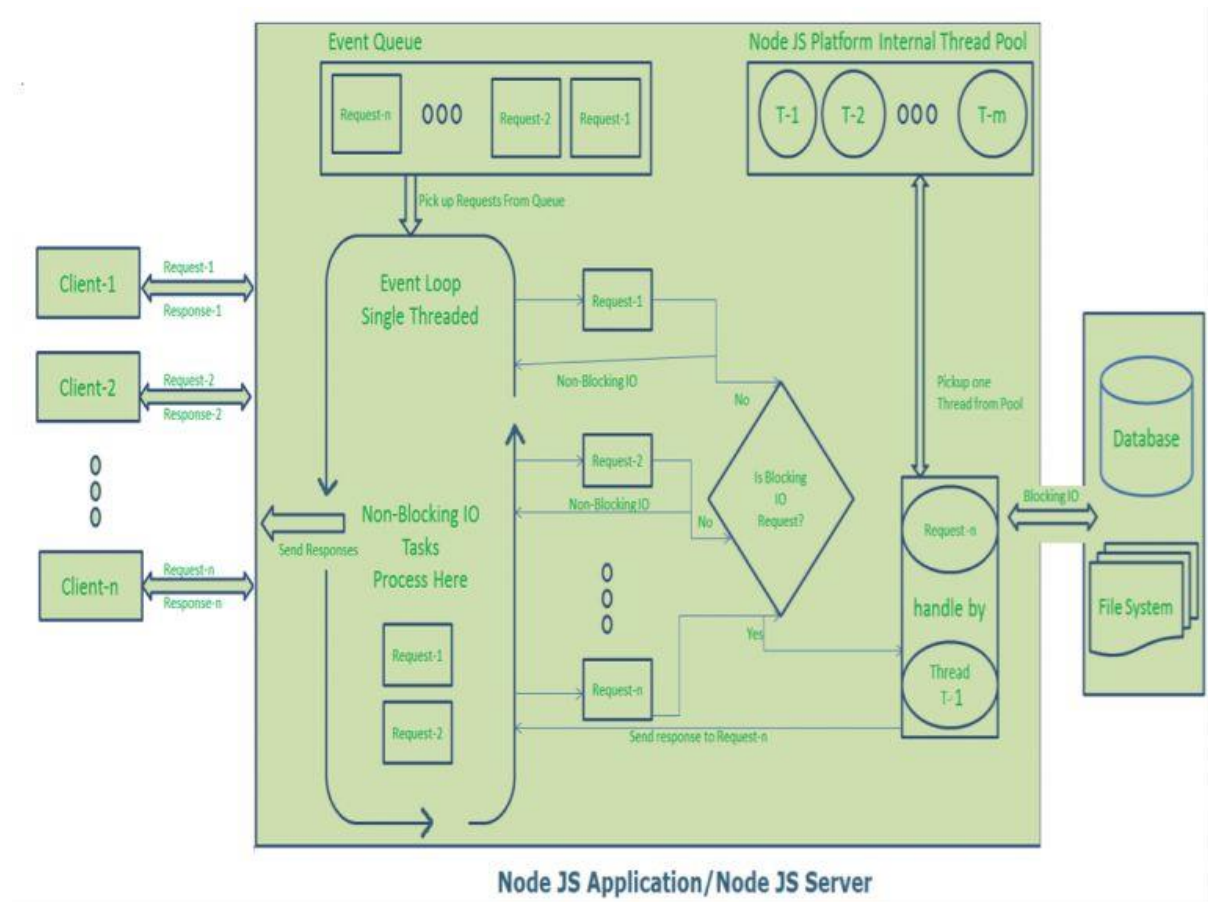 Event Queue
Node JS Platform Internal Thread Pool
Request-n
Request-2
Request-1
T-1
T-2
T-m
Pick up Requests From Queue
Client-1
Request-1
Response-1
Event Loop
Single Threaded
Request-1
Non-Blocking IO
No
Pickup one
Thread from Pool
Client-2
Request-2
Response-2
Request-2
Non-Blocking IO
No
Is Blocking
IO
Request?
Database
Blocking IO
Send Responses
Non-Blocking IO
Tasks
Process Here
Request-n
handle by
Thread
T-1
Client-n
Request-n
Response-n
File System
Yes
Request-1
Request-2
Request-n
Send response to Request-n
Node JS Application/Node JS Server